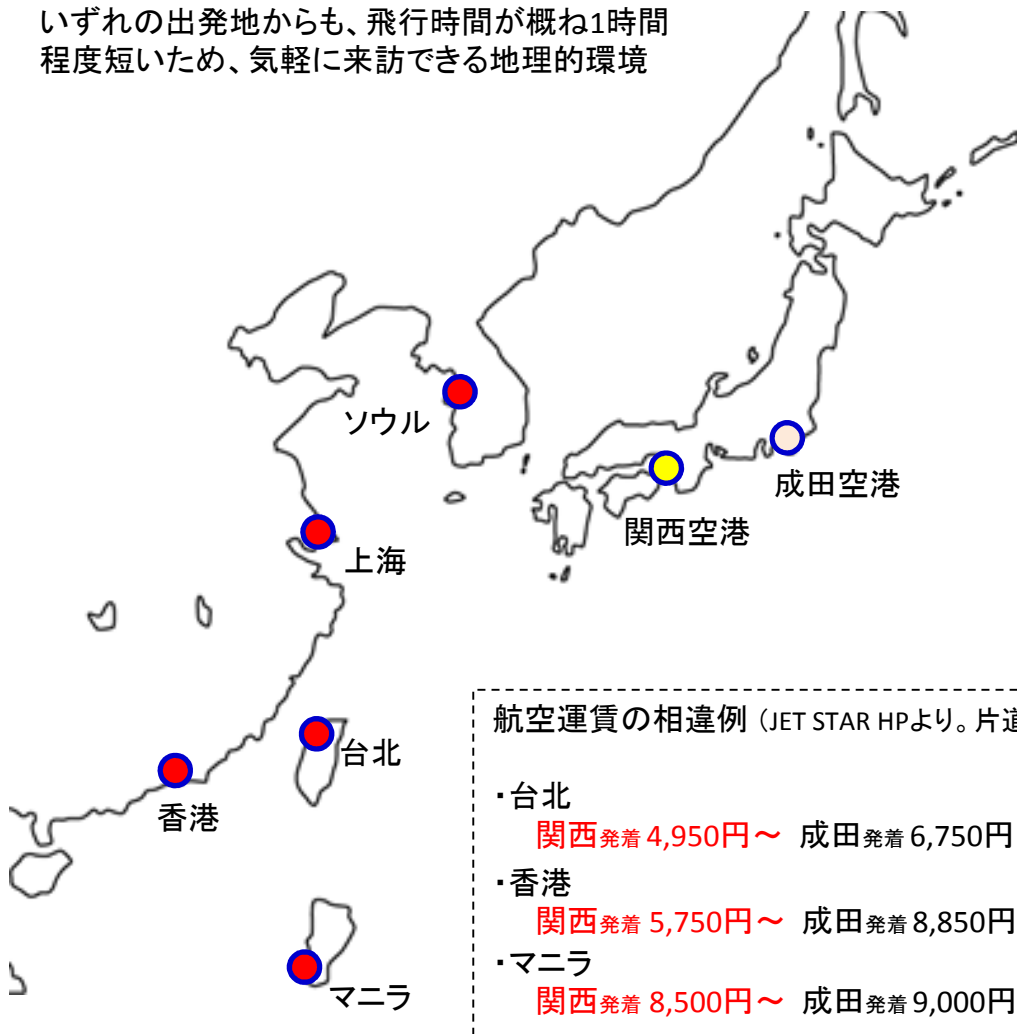 いずれの出発地からも、飛行時間が概ね1時間
程度短いため、気軽に来訪できる地理的環境
ソウル
成田空港
関西空港
上海
台北
香港
マニラ
航空運賃の相違例（JET STAR HPより。片道
・台北
関西発着 4,950円～ 成田発着 6,750円
・香港
関西発着 5,750円～ 成田発着 8,850円
・マニラ
関西発着 8,500円～ 成田発着 9,000円